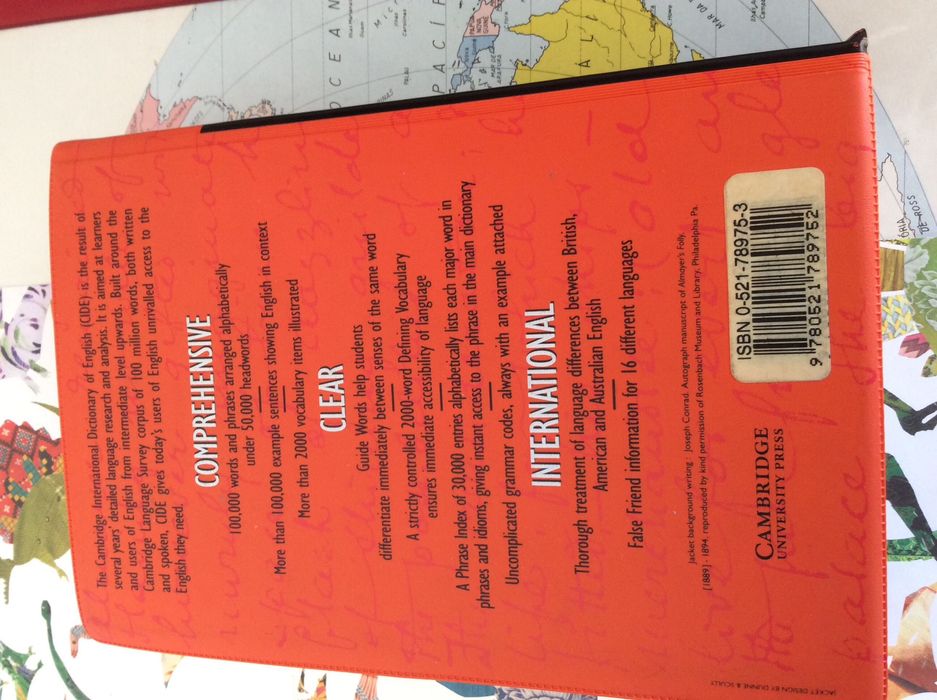 The Cambridge International Dictionary of English (CIDE) is the result of
several years' detailed language research and analysis. It is aimed at learners
and users of English from intermediate level upwards. Built around the
Cambridge Language Survey corpus of 100 million words, both written
and spoken, CIDE gives today's users of English unrivalled access to the
English they need.
COMPREHENSIVE
100,000 words and phrases arranged alphabetically
under 50,000 headwords
More than 100,000 example sentences showing English in context
More than 2000 vocabulary items illustrated
CLEAR
Guide Words help students
differentiate immediately between senses of the same word
A strictly controlled 2000-word Defining Vocabulary
ensures immediate accessibility of language
A Phrase Index of 30,000 entries alphabetically lists each major word in
phrases and idioms, giving instant access to the phrase in the main dictionary
Uncomplicated grammar codes, always with an example attached
INTERNATIONAL
Thorough treatment of language differences between British,
American and Australian English
False Friend information for 16 different languages
Jacket background writing : Joseph Conrad. Autograph manuscript of Almayer's Folly,
[1889] - 1894, reproduced by kind permission of Rosenbach Museum and Library, Philadelphia Pa.
CAMBRIDGE
UNIVERSITY PRESS
ISBN 0-521-78975-3
9 780521 789752
JACKET DESIGN BY DUNNE & SCULLY
OCEAN
PACIF
PAPUA
NOVA
GUINÉ
MAR DE
ARAFURA
MAR DA
DE ROSS